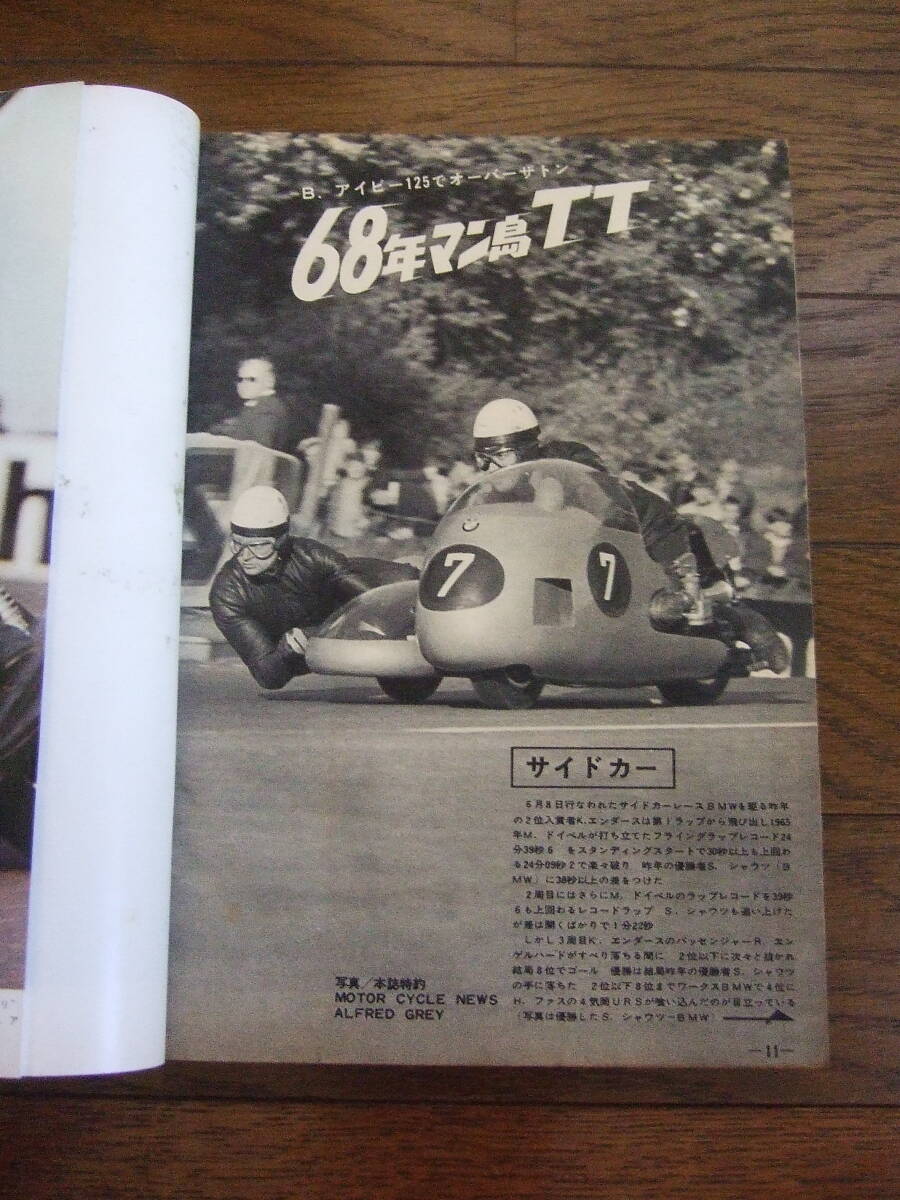 B、アイビー125でオーバーザトン
68年マン島TT
7
7
サイドカー
6月8日行なわれたサイドカーレースBMWを駆る昨年
の2位入賞者K.エンダースは第1ラップから飛び出し1965
年M.ドイベルが打ち立てたフライングラップレコード24
分39秒6 をスタンディングスタートで30秒以上も上回わ
る24分09秒2で楽々破り 昨年の優勝者S.シャウツ(B
MW)に38秒以上の差をつけた
2周目にはさらにM.ドイベルのラップレコードを39秒
6も上回わるレコードラップ S.シャウツも追い上げた
が差は開くばかりで1分22秒
しかし3周目K.エンダースのパッセンジャーR.エン
ゲルハードがすべり落ちる間に 2位以下に次々と抜かれ
結局8位でゴール 優勝は結局昨年の優勝者S.シャウツ
の手に落ちた 2位以下8位までワークスBMWで4位に
H.ファスの4気筒URSが喰い込んだのが目立っている
(写真は優勝したS.シャウツーBMW)
写真/本誌特約
MOTOR CYCLE NEWS
ALFRED GREY
—11—